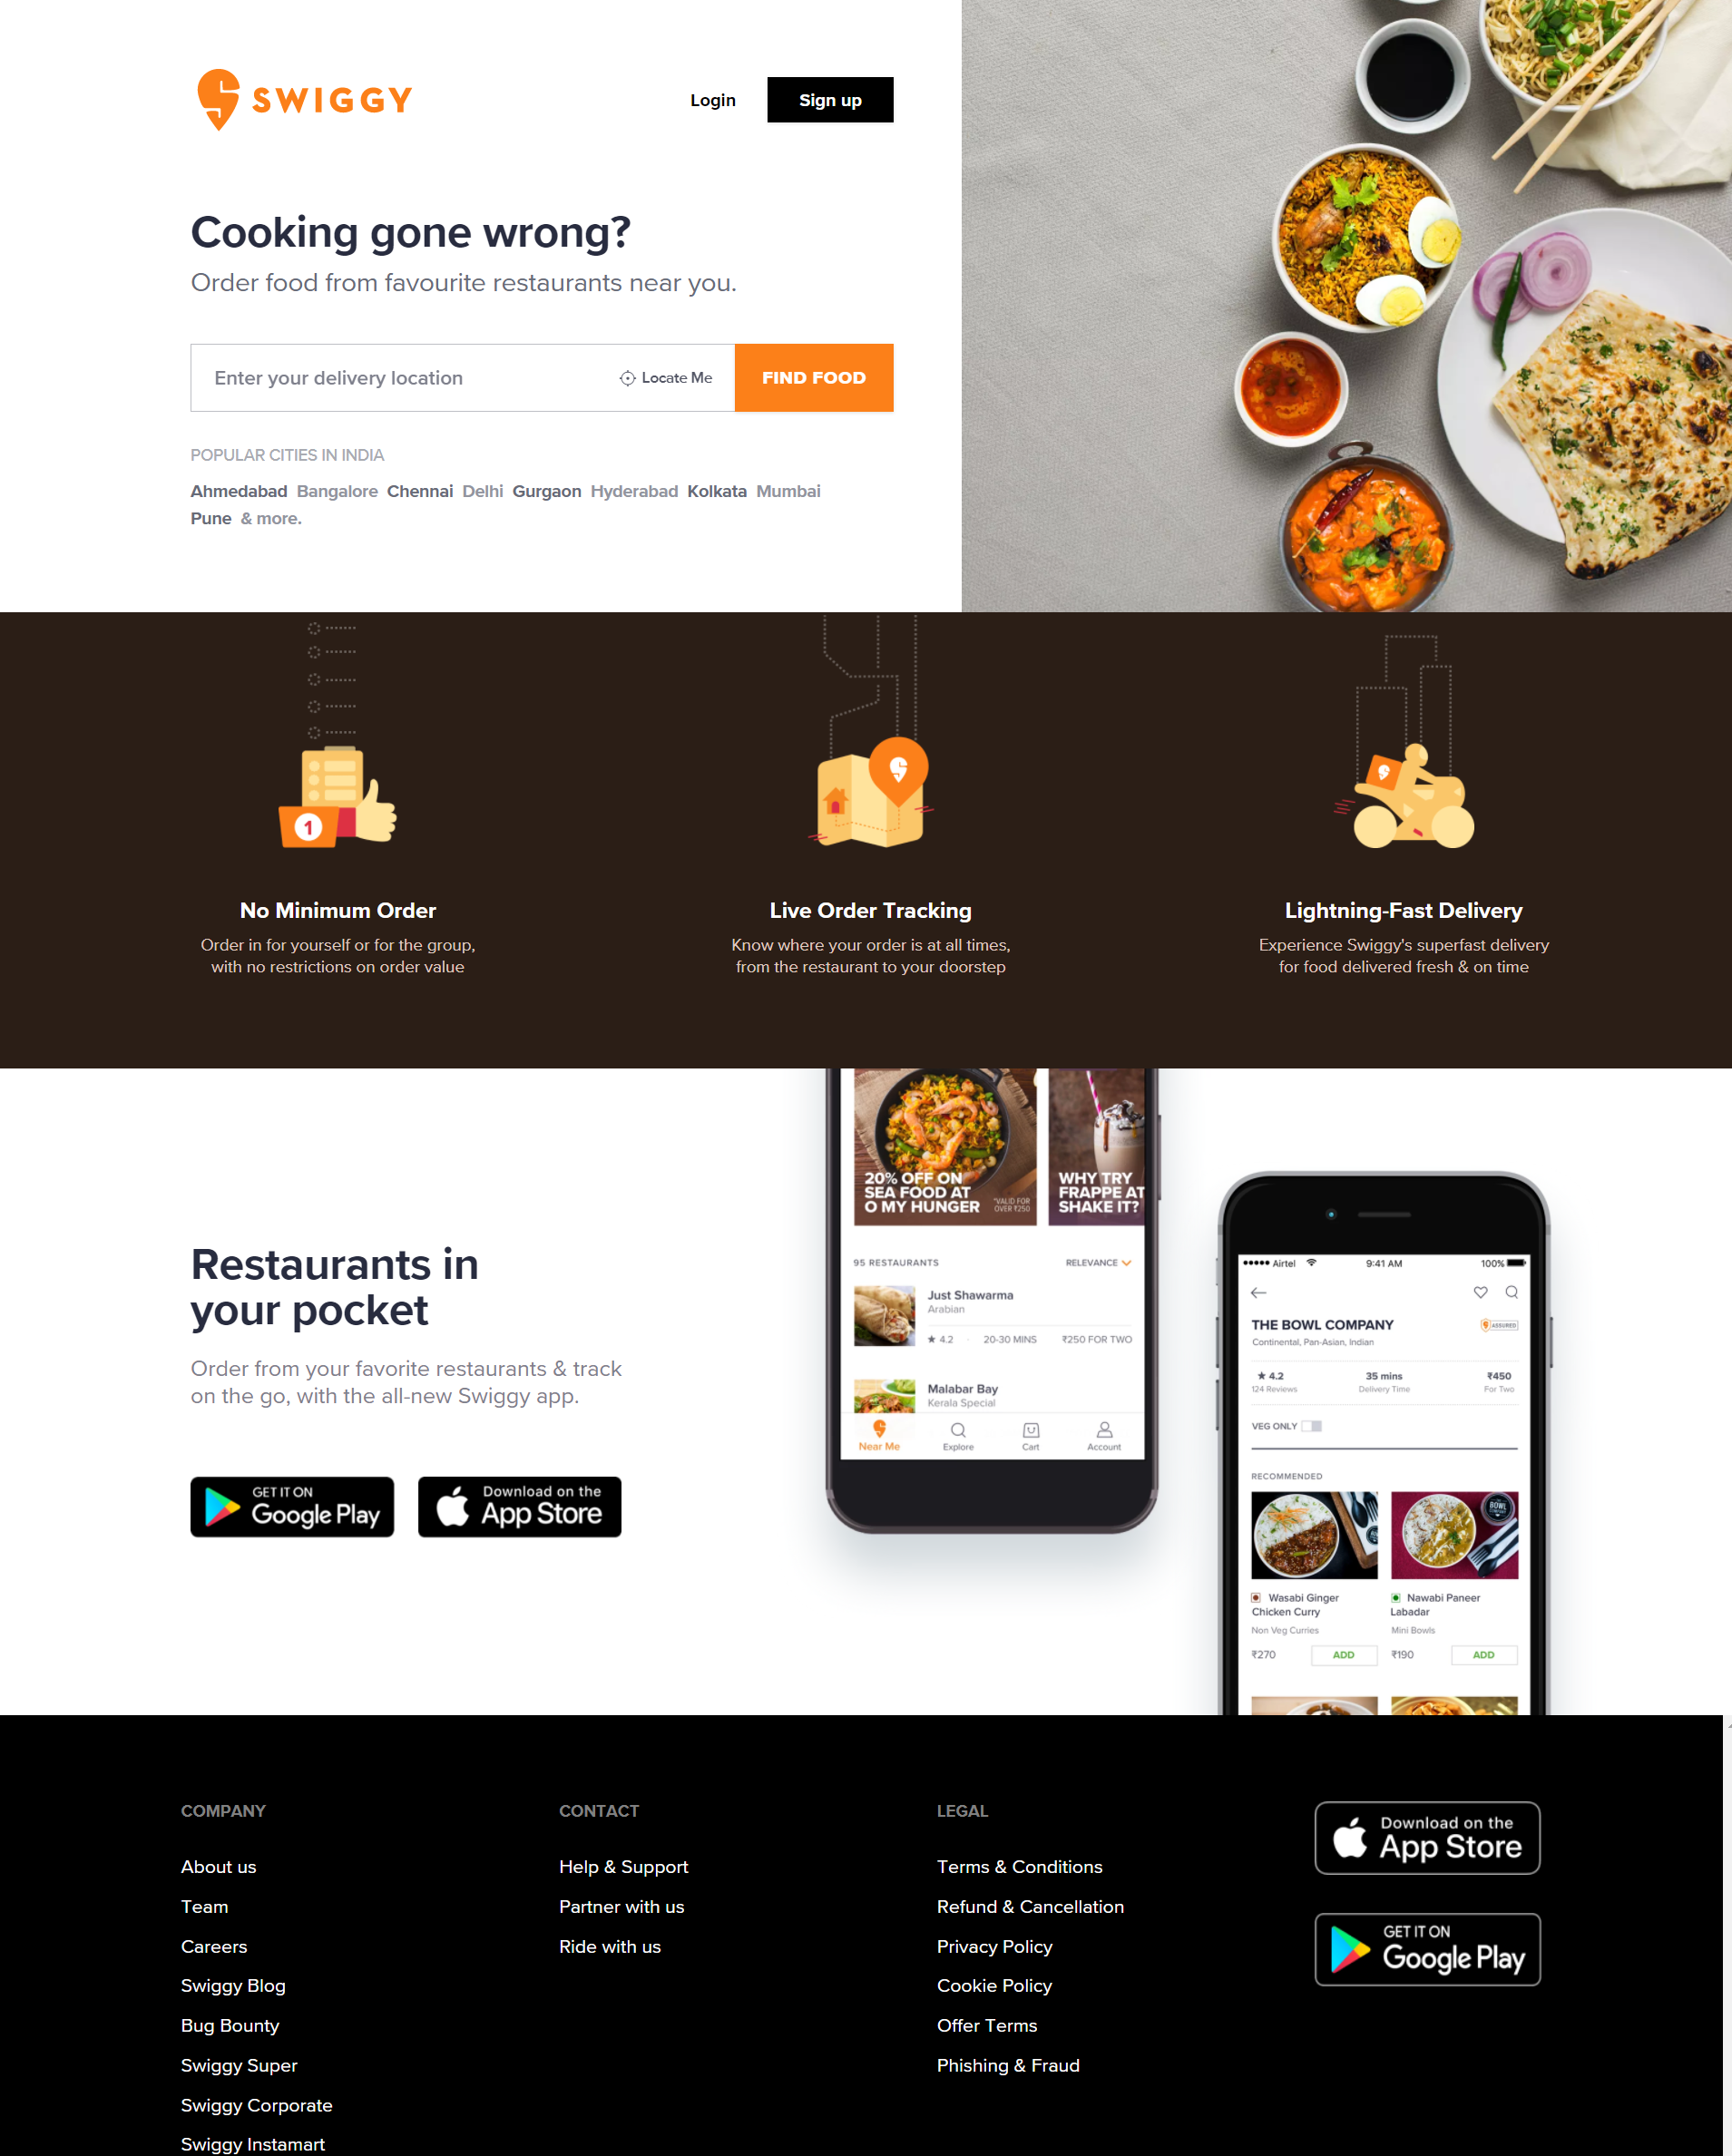 SWIGGY
Login
Sign up
Cooking gone wrong?
Order food from favourite restaurants near you.
Enter your delivery location
Locate Me
FIND FOOD
POPULAR CITIES IN INDIA
Ahmedabad Bangalore Chennai Delhi Gurgaon Hyderabad Kolkata Mumbai
Pune & more.
1
No Minimum Order
Order in for yourself or for the group,
with no restrictions on order value
Live Order Tracking
Know where your order is at all times,
from the restaurant to your doorstep
Lightning-Fast Delivery
Experience Swiggy's superfast delivery
for food delivered fresh & on time
Restaurants in
your pocket
Order from your favorite restaurants & track
on the go, with the all-new Swiggy app.
GET IT ON
Google Play
Download on the
App Store
20% OFF ON
SEA FOOD AT
O MY HUNGER
*VALID FOR
OVER ₹250
WHY TRY
FRAPPE AT
SHAKE IT?
95 RESTAURANTS
RELEVANCE
Just Shawarma
Arabian
★ 4.2
20-30 MINS
₹250 FOR TWO
Malabar Bay
Kerala Special
Near Me
Explore
Cart
Account
Airtel
9:41 AM
100%
THE BOWL COMPANY
ASSURED
Continental, Pan-Asian, Indian
★ 4.2
124 Reviews
35 mins
Delivery Time
₹450
For Two
VEG ONLY
RECOMMENDED
BOWL
Wasabi Ginger
Chicken Curry
Non Veg Curries
₹270
ADD
Nawabi Paneer
Labadar
Mini Bowls
₹190
ADD
COMPANY
About us
Team
Careers
Swiggy Blog
Bug Bounty
Swiggy Super
Swiggy Corporate
Swiggy Instamart
CONTACT
Help & Support
Partner with us
Ride with us
LEGAL
Terms & Conditions
Refund & Cancellation
Privacy Policy
Cookie Policy
Offer Terms
Phishing & Fraud
Download on the
App Store
GET IT ON
Google Play